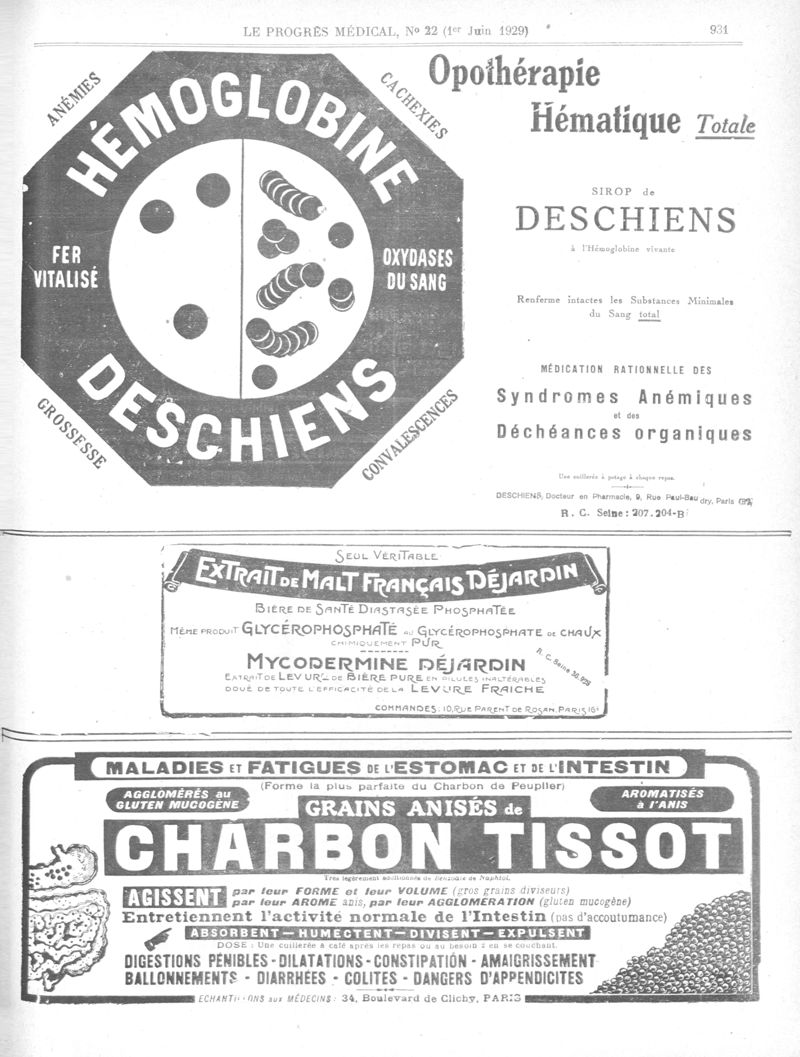 LE PROGRÈS MÉDICAL, No 22 (1er Juin 1929)
931
ANÉMIES
CACHEXIES
HÉMOGLOBINE
FER
VITALISÉ
OXYDASES
DU SANG
DESCHIENS
GROSSESSE
CONVALESCENCES
Opothérapie
Hématique Totale
SIROP de
DESCHIENS
à l'Hémoglobine vivante
Renferme intactes les Substances Minimales
du Sang total
MÉDICATION RATIONNELLE DES
Syndromes Anémiques
et des
Déchéances organiques
Une cuillerée à potage à chaque repas.
DESCHIENS, Docteur en Pharmacie, 9, Rue Paul-Baudry, Paris (8e)
R. C. Seine: 207.204-B
SEUL VÉRITABLE
EXTRAIT DE MALT FRANÇAIS DÉJARDIN
BIÈRE DE SANTÉ DIASTASÉE PHOSPHATÉE
MÊME PRODUIT GLYCÉROPHOSPHATÉ AU GLYCÉROPHOSPHATE DE CHAUX
CHIMIQUEMENT PUR
MYCODERMINE DÉJARDIN
R. C. Seine 30.929
EXTRAIT DE LEVURE DE BIÈRE PURE EN PILULES INALTÉRABLES
DOUÉ DE TOUTE L'EFFICACITÉ DE LA LEVURE FRAICHE
COMMANDES: 10, RUE PARENT DE ROSAN, PARIS 16e
MALADIES ET FATIGUES DE L'ESTOMAC ET DE L'INTESTIN
(Forme la plus parfaite du Charbon de Peuplier)
AGGLOMÉRÉS au
GLUTEN MUCOGÈNE
GRAINS ANISÉS de
AROMATISÉS
à l'ANIS
CHARBON TISSOT
Très légèrement additionnés de Benzoate de Naphtol.
AGISSENT
par leur FORME et leur VOLUME (gros grains diviseurs)
par leur AROME anis, par leur AGGLOMÉRATION (gluten mucogène)
Entretiennent l'activité normale de l'Intestin (pas d'accoutumance)
ABSORBENT — HUMECTENT — DIVISENT — EXPULSENT
DOSE : Une cuillerée à café après les repas ou au besoin 2 en se couchant.
DIGESTIONS PÉNIBLES - DILATATIONS - CONSTIPATION - AMAIGRISSEMENT
BALLONNEMENTS - DIARRHÉES - COLITES - DANGERS D'APPENDICITES
ECHANTILLONS aux MÉDECINS : 34, Boulevard de Clichy, PARIS